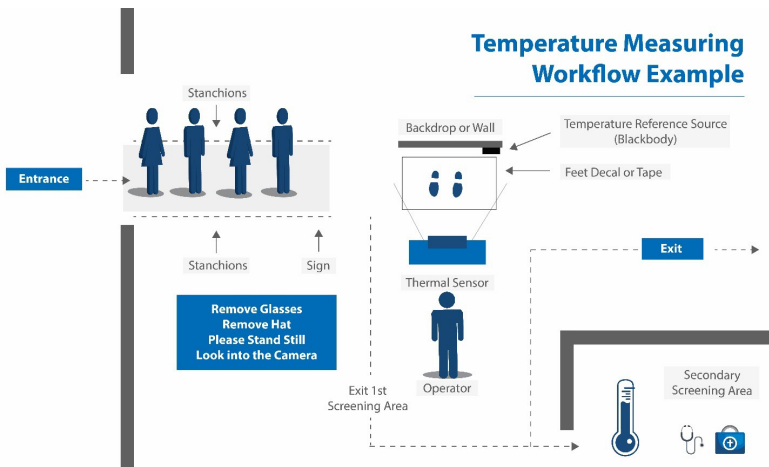 Temperature Measuring
Workflow Example
Stanchions
Backdrop or Wall
Temperature Reference Source
(Blackbody)
Feet Decal or Tape
Entrance
Stanchions
Sign
Exit
Thermal Sensor
Remove Glasses
Remove Hat
Please Stand Still
Look into the Camera
Operator
Exit 1st
Screening Area
Secondary
Screening Area